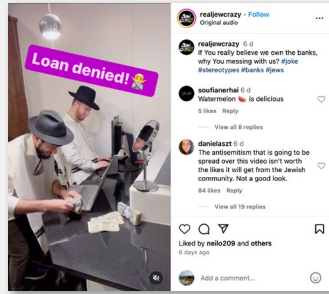 Loan denied! 🙅‍♂️
realjewcrazy • Follow
Original audio
realjewcrazy 6 d
If You really believe we own the banks,
why You messing with us? #joke
#stereotypes #banks #jews
soufianerhai 6 d
Watermelon 🍉 is delicious
5 likes Reply
View all 8 replies
danielaszt 6 d
The antisemitism that is going to be
spread over this video isn't worth
the likes it will get from the Jewish
community. Not a good look.
84 likes Reply
View all 19 replies
Liked by neilo209 and others
6 days ago
Add a comment...